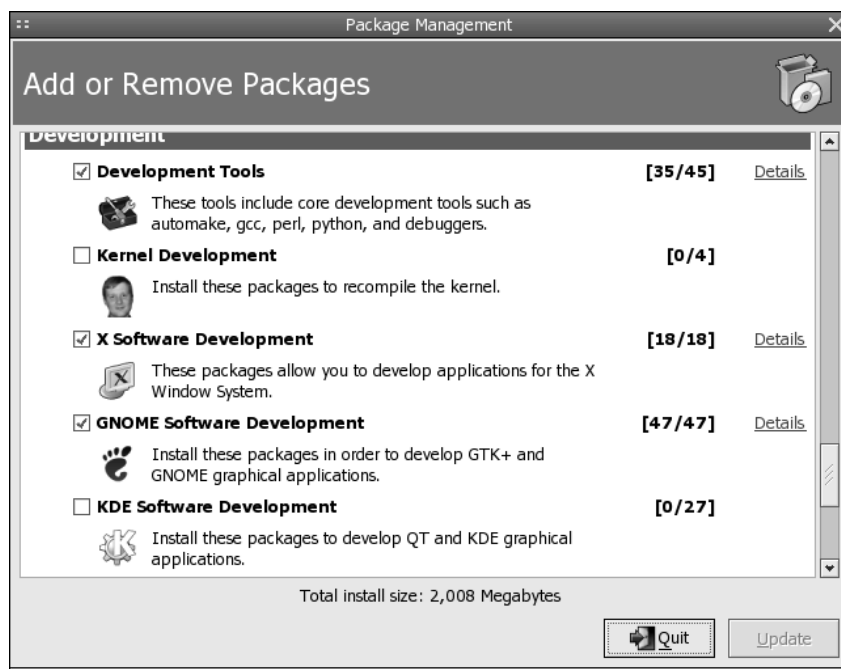 Package Management
Add or Remove Packages
Development
Development Tools [35/45] Details
These tools include core development tools such as
automake, gcc, perl, python, and debuggers.
Kernel Development [0/4]
Install these packages to recompile the kernel.
X Software Development [18/18] Details
X
These packages allow you to develop applications for the X
Window System.
GNOME Software Development [47/47] Details
Install these packages in order to develop GTK+ and
GNOME graphical applications.
KDE Software Development [0/27]
K
Install these packages to develop QT and KDE graphical
applications.
Total install size: 2,008 Megabytes
Quit Update